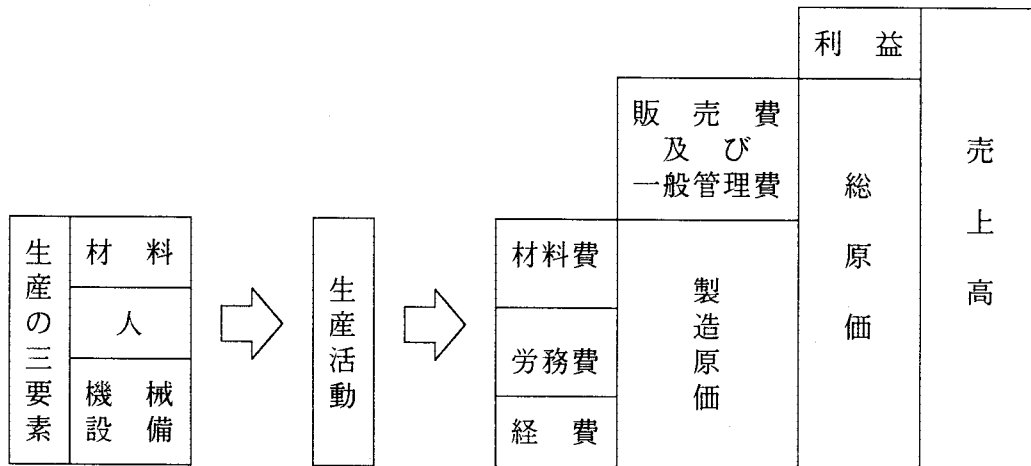 生産の三要素
材料
人
機械
設備
生産活動
材料費
労務費
経費
製造原価
販売費
及び
一般管理費
総原価
利益
売上高